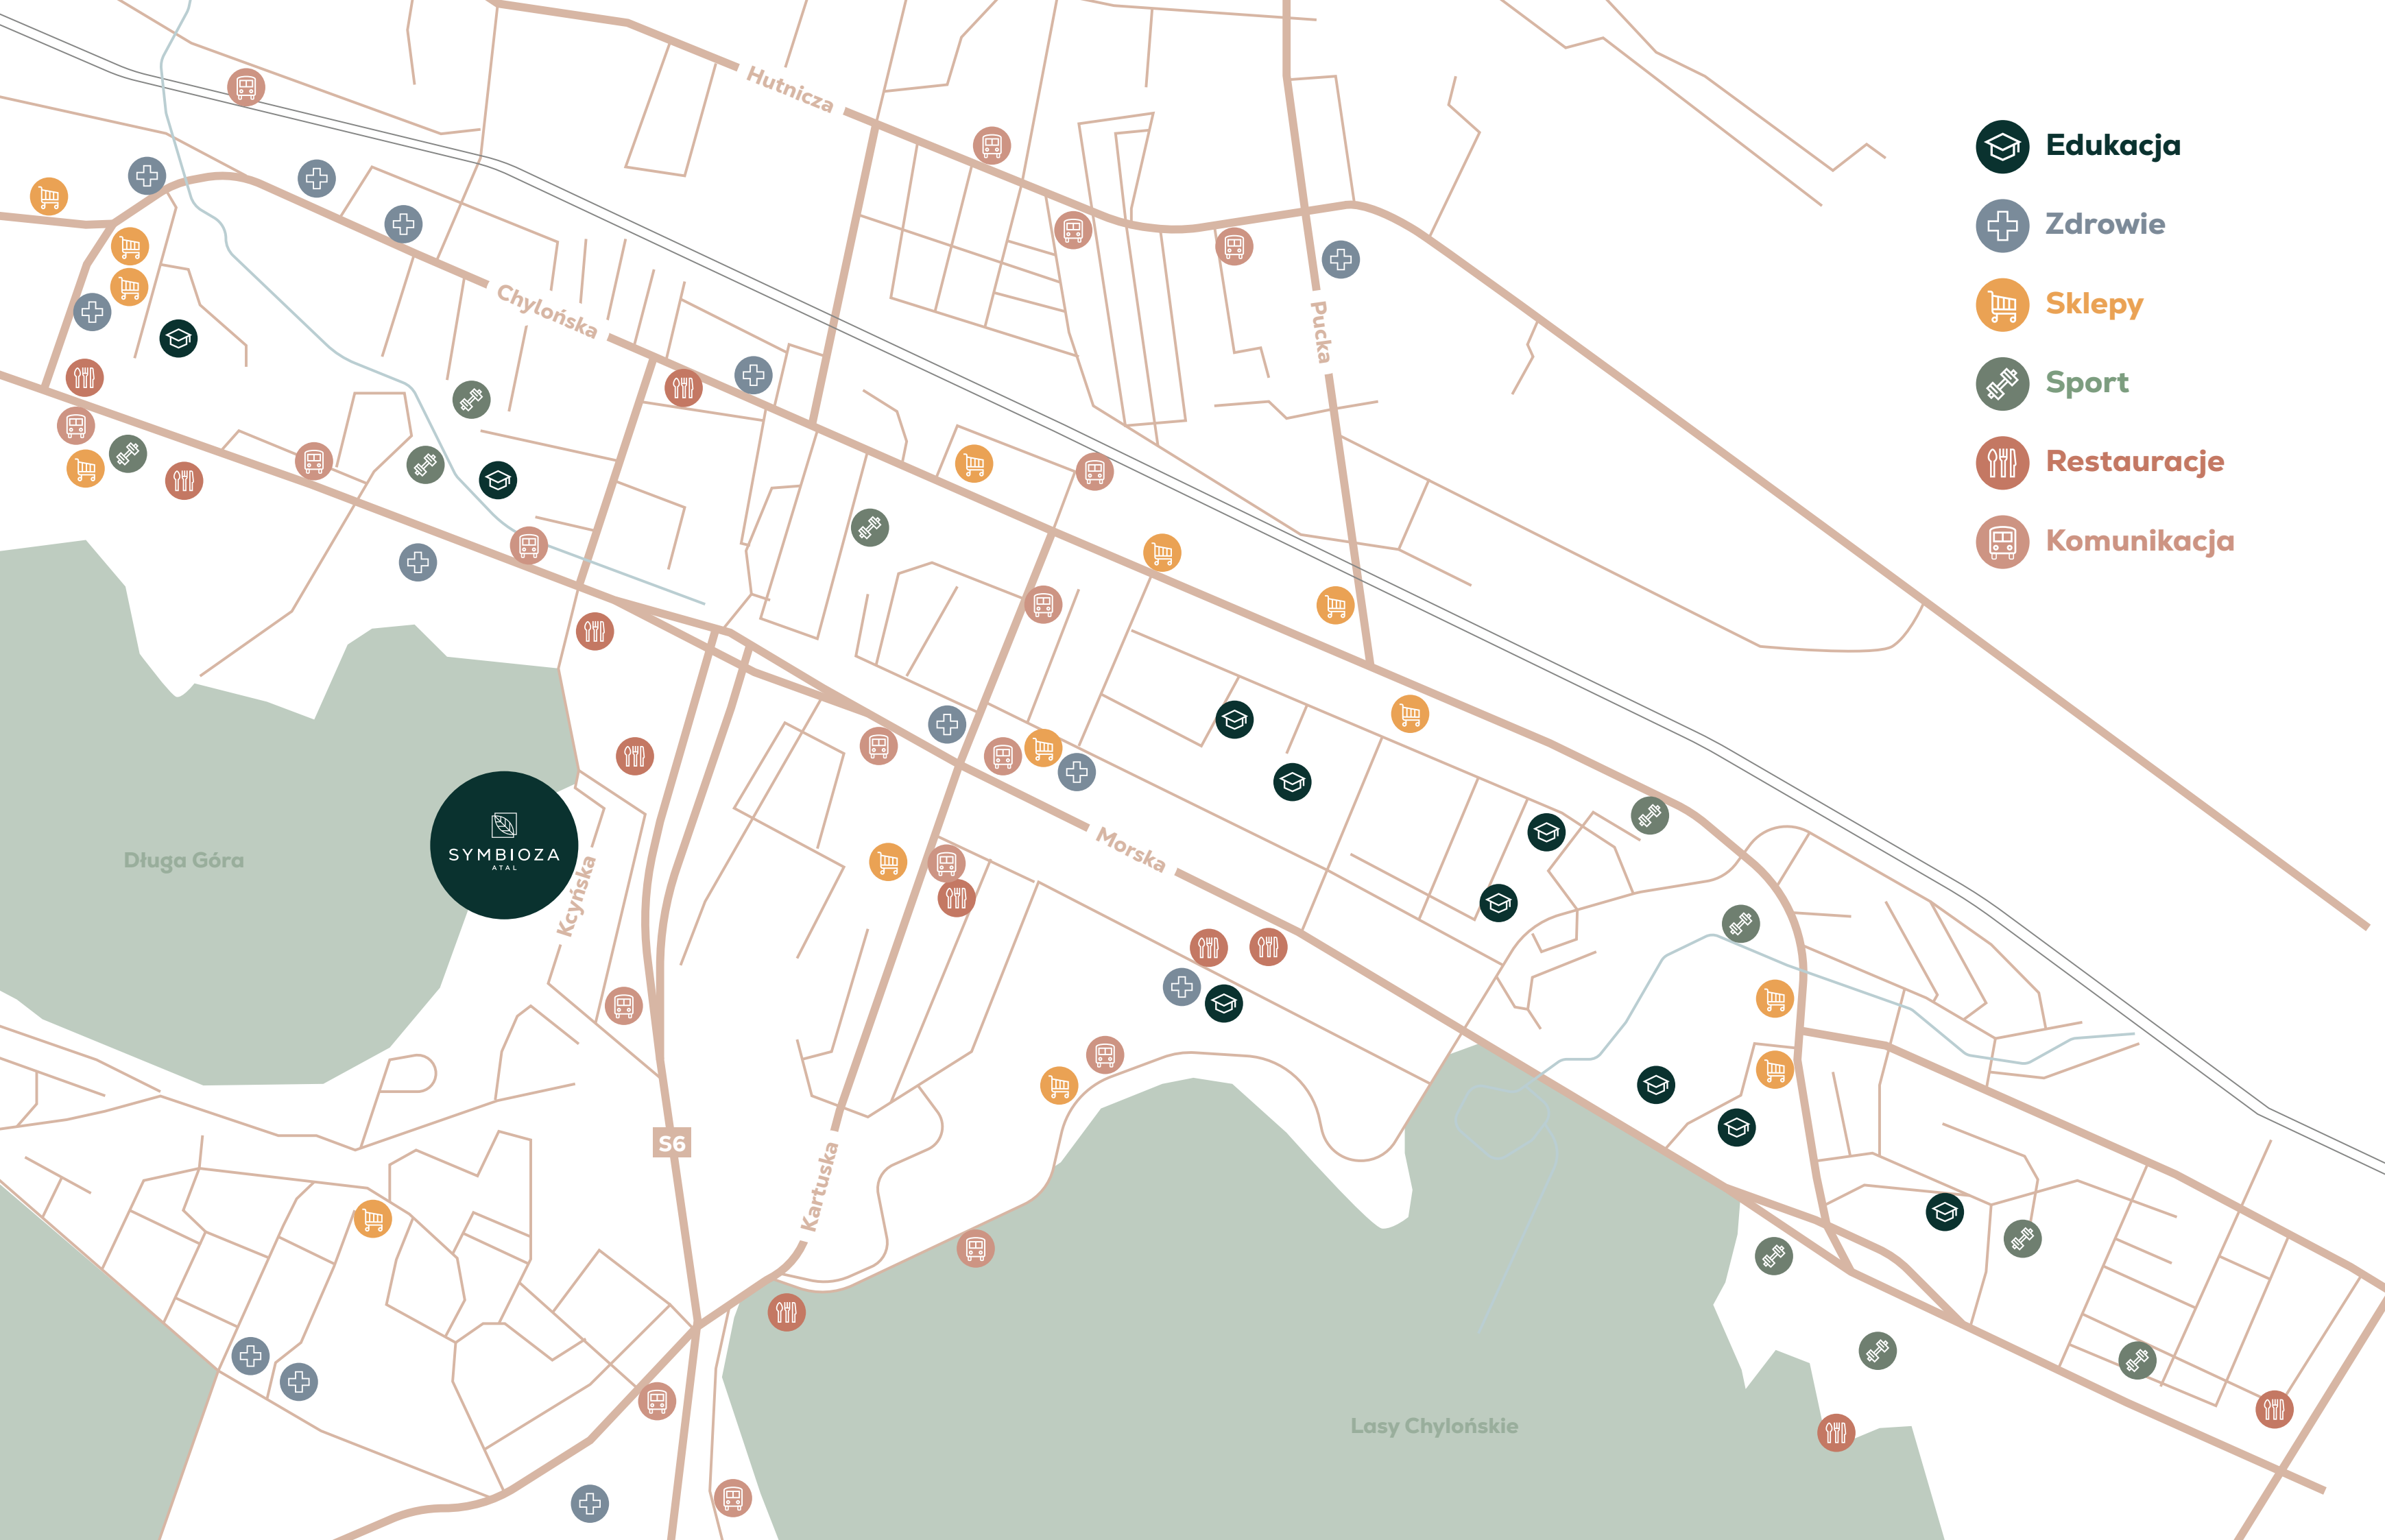 Hutnicza
Edukacja
Zdrowie
Sklepy
Sport
Restauracje
Komunikacja
Chylońska
Pucka
Morska
SYMBIOZA
ATAL
Długa Góra
Kcyńska
S6
Kartuska
Lasy Chylońskie